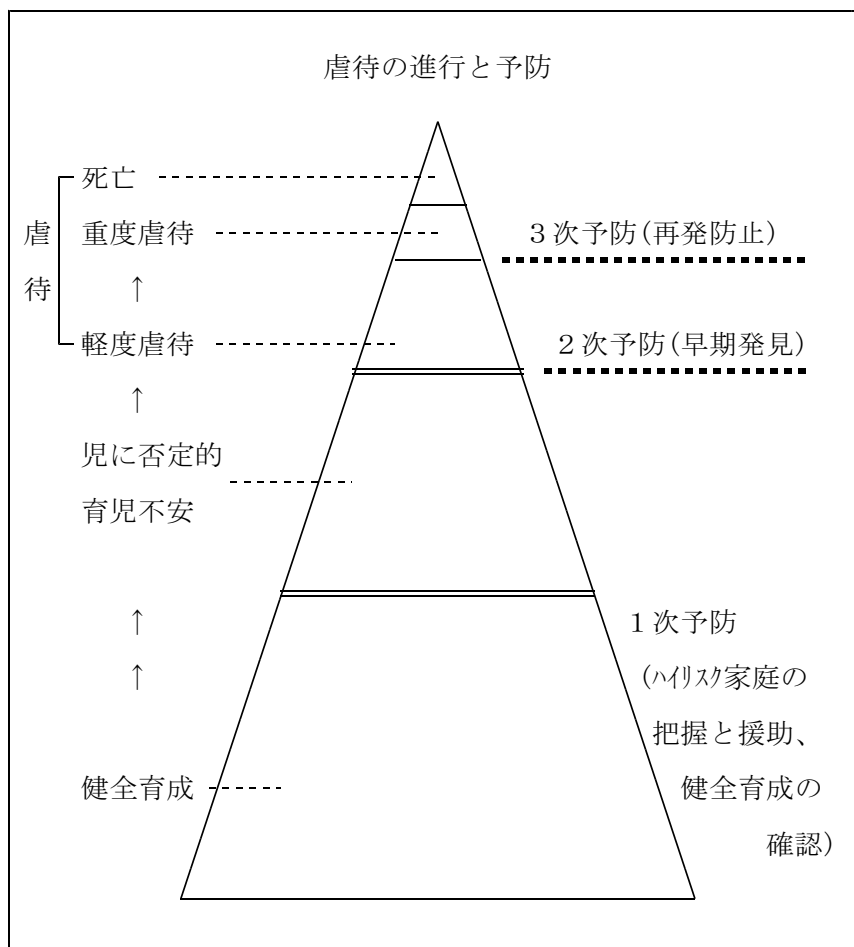 虐待の進行と予防
死亡
虐待
重度虐待
３次予防(再発防止)
↑
軽度虐待
２次予防(早期発見)
↑
児に否定的
育児不安
↑
１次予防
↑
(ﾊｲﾘｽｸ家庭の
把握と援助、
健全育成
健全育成の
確認)